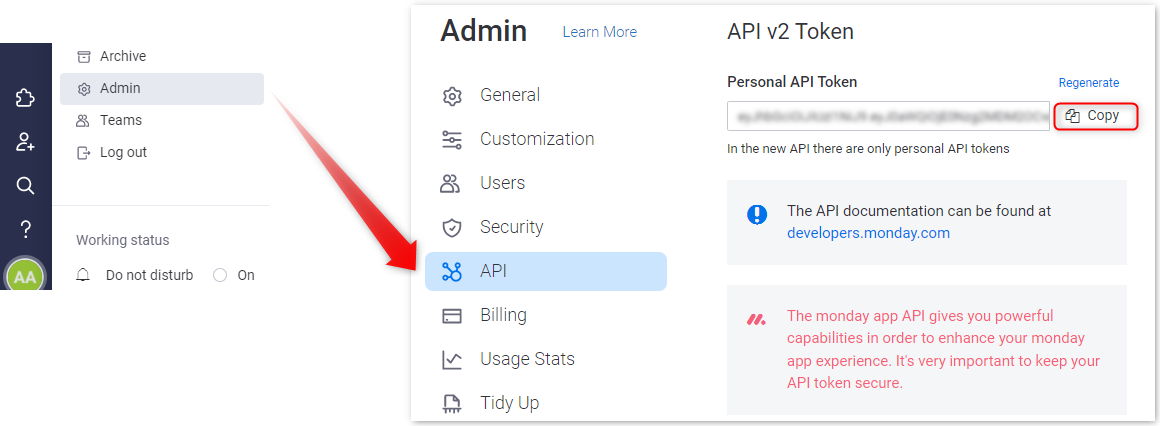 Archive
Admin
Teams
Log out
Working status
Do not disturb On
AA
Admin Learn More
General
Customization
Users
Security
API
Billing
Usage Stats
Tidy Up
API v2 Token
Personal API Token Regenerate
Copy
In the new API there are only personal API tokens
The API documentation can be found at
developers.monday.com
The monday app API gives you powerful
capabilities in order to enhance your monday
app experience. It's very important to keep your
API token secure.